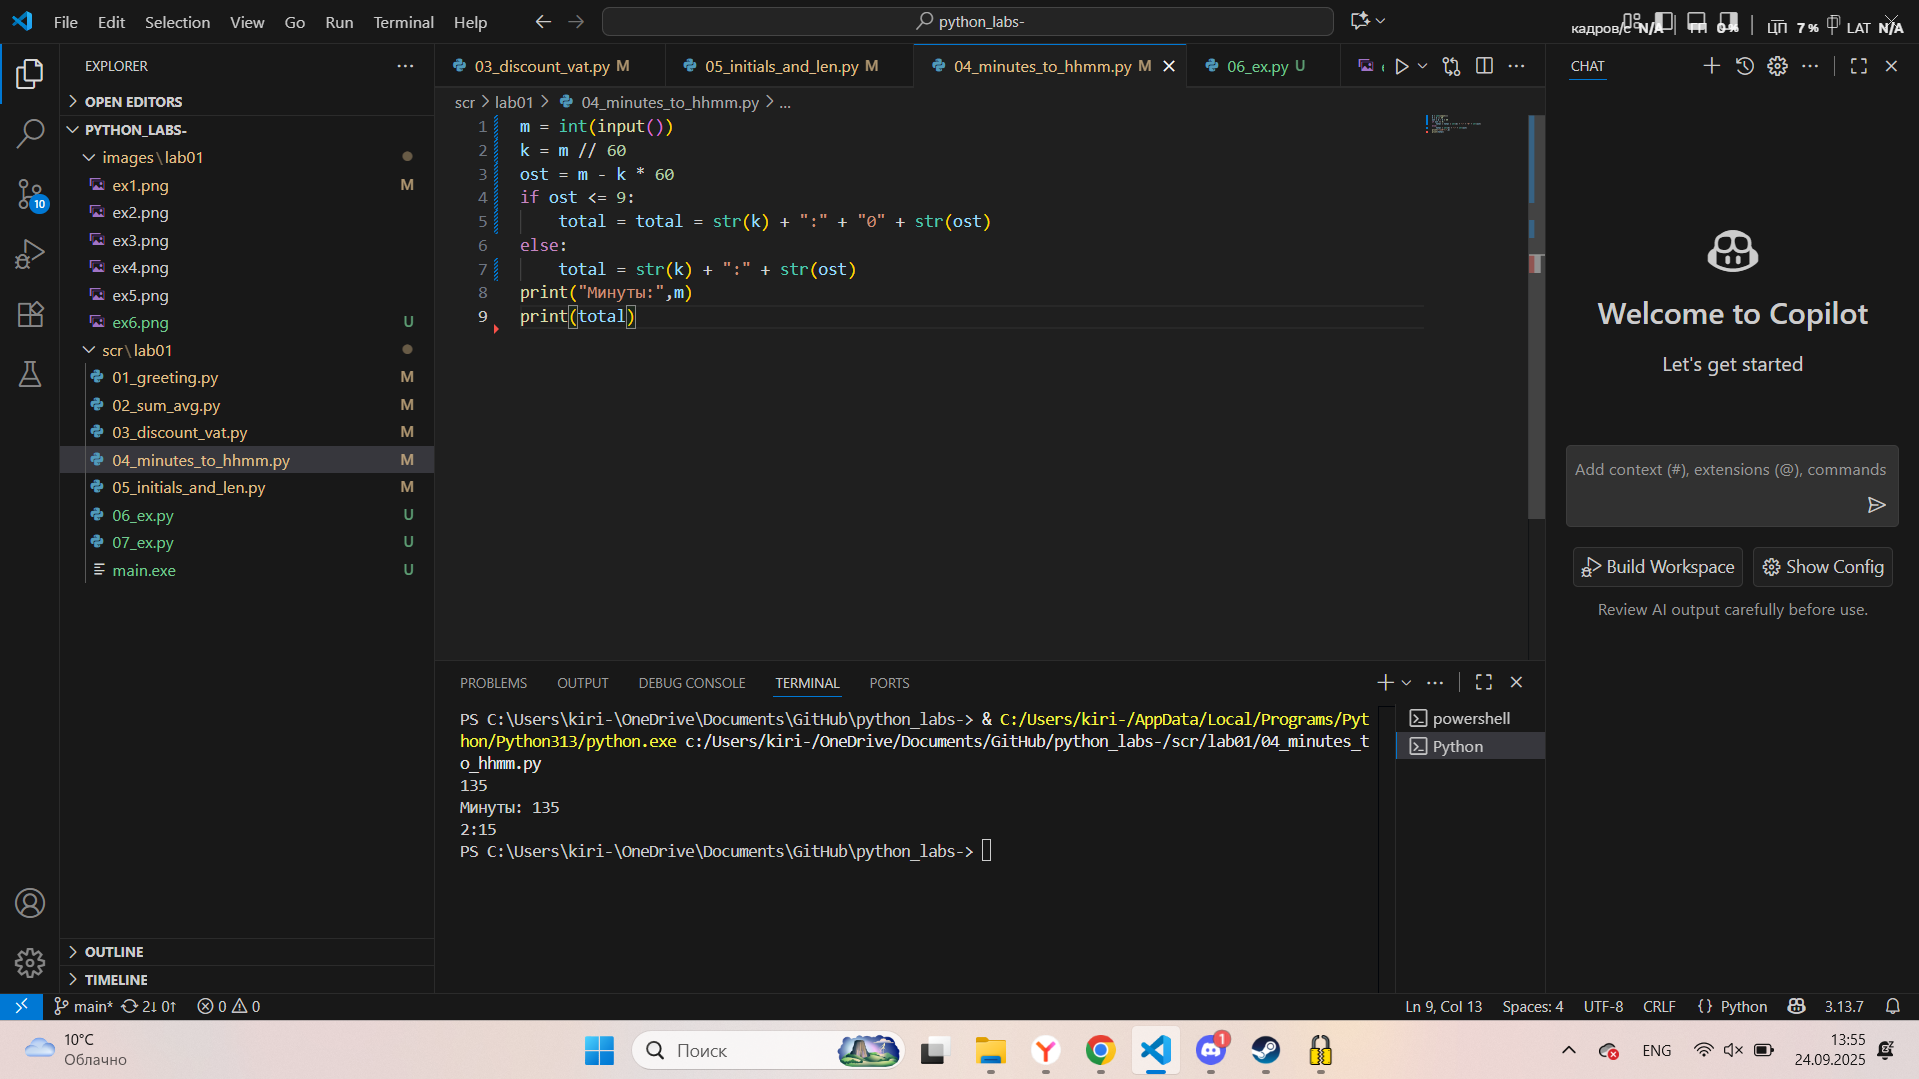 File Edit Selection View Go Run Terminal Help
python_labs-
кадров/с N/A ГП 0% ЦП 7% LAT N/A
EXPLORER
OPEN EDITORS
PYTHON_LABS-
images\lab01
ex1.png M
ex2.png
ex3.png
ex4.png
ex5.png
ex6.png U
scr\lab01
01_greeting.py M
02_sum_avg.py M
03_discount_vat.py M
04_minutes_to_hhmm.py M
05_initials_and_len.py M
06_ex.py U
07_ex.py U
main.exe U
10
OUTLINE
TIMELINE
03_discount_vat.py M 05_initials_and_len.py M 04_minutes_to_hhmm.py M 06_ex.py U
scr > lab01 > 04_minutes_to_hhmm.py > ...
1 m = int(input())
2 k = m // 60
3 ost = m - k * 60
4 if ost <= 9:
5 total = total = str(k) + ":" + "0" + str(ost)
6 else:
7 total = str(k) + ":" + str(ost)
8 print("Минуты:",m)
9 print(total)
PROBLEMS OUTPUT DEBUG CONSOLE TERMINAL PORTS
PS C:\Users\kiri-\OneDrive\Documents\GitHub\python_labs-> & C:/Users/kiri-/AppData/Local/Programs/Pyt
hon/Python313/python.exe c:/Users/kiri-/OneDrive/Documents/GitHub/python_labs-/scr/lab01/04_minutes_t
o_hhmm.py
135
Минуты: 135
2:15
PS C:\Users\kiri-\OneDrive\Documents\GitHub\python_labs->
powershell
Python
CHAT
Welcome to Copilot
Let's get started
Add context (#), extensions (@), commands
Build Workspace Show Config
Review AI output carefully before use.
main* 2↓ 0↑ 0 0
Ln 9, Col 13 Spaces: 4 UTF-8 CRLF {} Python 3.13.7
10°C
Облачно
Поиск
1
ENG
13:55
24.09.2025